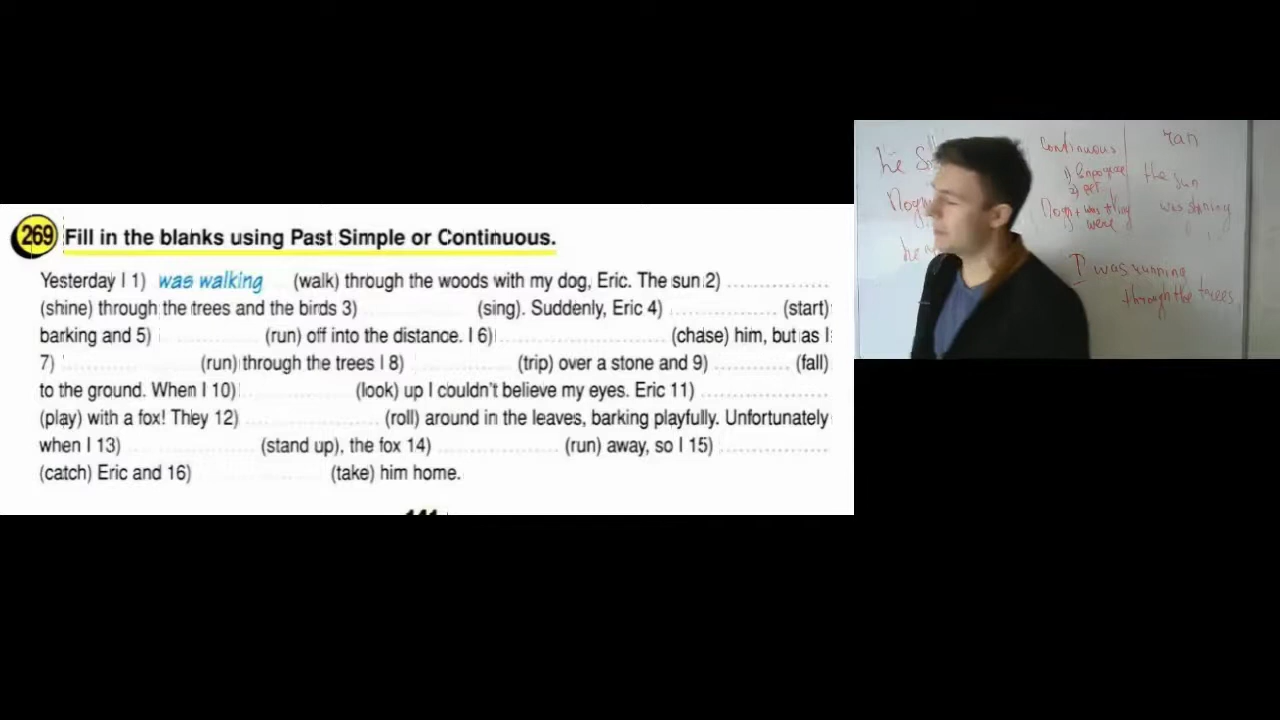 269 Fill in the blanks using Past Simple or Continuous.
Yesterday I 1) was walking (walk) through the woods with my dog, Eric. The sun 2) ....................
(shine) through the trees and the birds 3) .................... (sing). Suddenly, Eric 4) .................... (start)
barking and 5) .................... (run) off into the distance. I 6) .................... (chase) him, but as I
7) .................... (run) through the trees I 8) .................... (trip) over a stone and 9) .................... (fall)
to the ground. When I 10) .................... (look) up I couldn't believe my eyes. Eric 11) ....................
(play) with a fox! They 12) .................... (roll) around in the leaves, barking playfully. Unfortunately
when I 13) .................... (stand up), the fox 14) .................... (run) away, so I 15) ....................
(catch) Eric and 16) .................... (take) him home.
he
Continuous
1)
2)
was
were
ran
the sun
was shining
I was running
through the trees